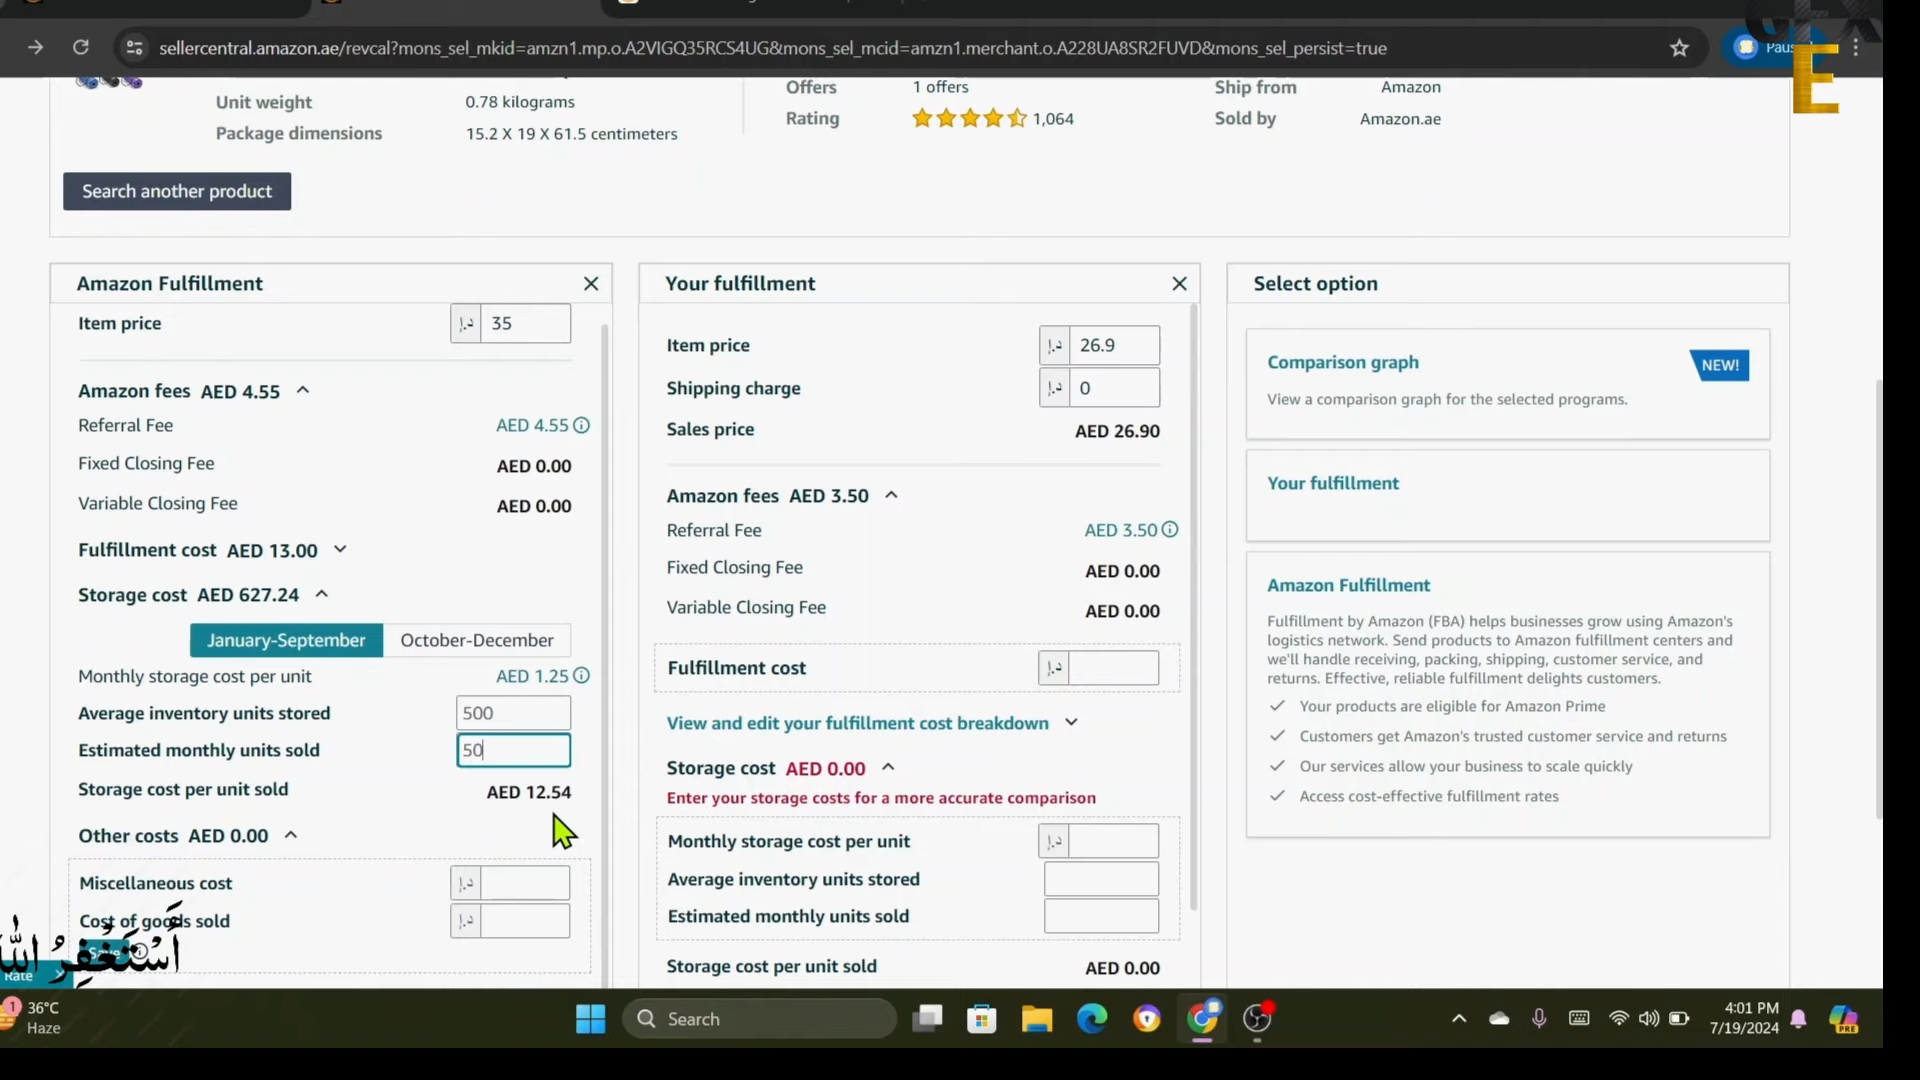 sellercentral.amazon.ae/revcal?mons_sel_mkid=amzn1.mp.o.A2VIGQ35RCS4UG&mons_sel_mcid=amzn1.merchant.o.A228UA8SR2FUVD&mons_sel_persist=true
E
Unit weight 0.78 kilograms
Package dimensions 15.2 X 19 X 61.5 centimeters
Offers 1 offers
Rating 1,064
Ship from Amazon
Sold by Amazon.ae
Search another product
Amazon Fulfillment
Item price د.إ 35
Amazon fees AED 4.55
Referral Fee AED 4.55
Fixed Closing Fee AED 0.00
Variable Closing Fee AED 0.00
Fulfillment cost AED 13.00
Storage cost AED 627.24
January-September October-December
Monthly storage cost per unit AED 1.25
Average inventory units stored 500
Estimated monthly units sold 50
Storage cost per unit sold AED 12.54
Other costs AED 0.00
Miscellaneous cost د.إ
Cost of goods sold د.إ
Save
Rate
Your fulfillment
Item price د.إ 26.9
Shipping charge د.إ 0
Sales price AED 26.90
Amazon fees AED 3.50
Referral Fee AED 3.50
Fixed Closing Fee AED 0.00
Variable Closing Fee AED 0.00
Fulfillment cost د.إ
View and edit your fulfillment cost breakdown
Storage cost AED 0.00
Enter your storage costs for a more accurate comparison
Monthly storage cost per unit د.إ
Average inventory units stored
Estimated monthly units sold
Storage cost per unit sold AED 0.00
Select option
Comparison graph NEW!
View a comparison graph for the selected programs.
Your fulfillment
Amazon Fulfillment
Fulfillment by Amazon (FBA) helps businesses grow using Amazon's
logistics network. Send products to Amazon fulfillment centers and
we'll handle receiving, packing, shipping, customer service, and
returns. Effective, reliable fulfillment delights customers.
Your products are eligible for Amazon Prime
Customers get Amazon's trusted customer service and returns
Our services allow your business to scale quickly
Access cost-effective fulfillment rates
أَسْتَغْفِرُ اللَّهَ
1
36°C
Haze
Search
4:01 PM
7/19/2024
PRE